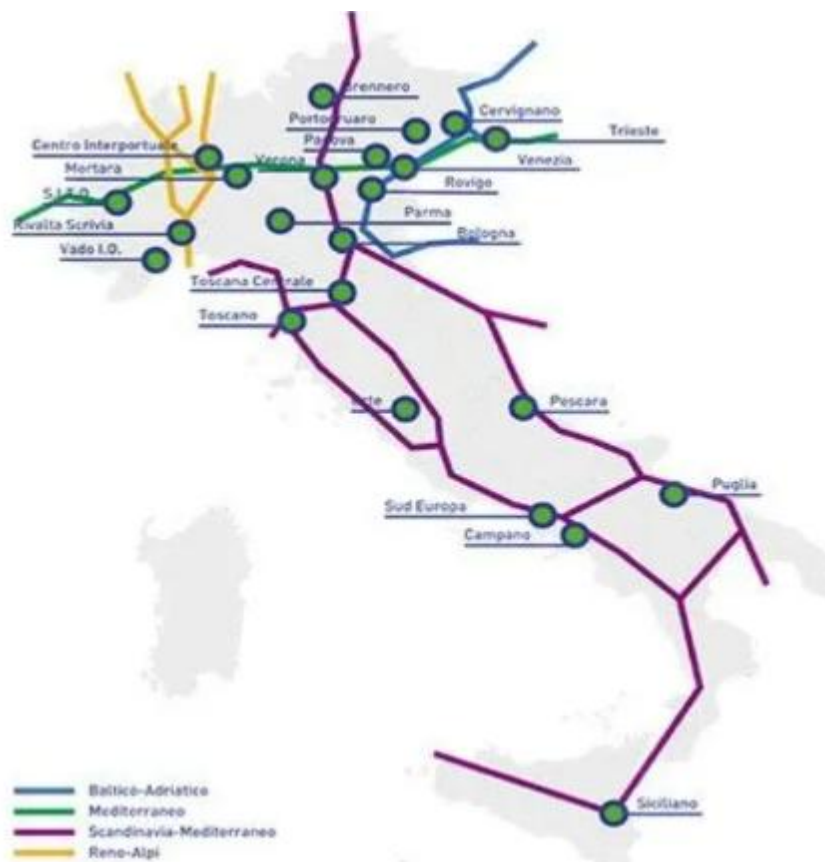 Brennero
Portogruaro
Cervignano
Trieste
Centro Interportuale
Padova
Venezia
Mortara
Verona
Rovigo
S.I.TO
Parma
Rivalta Scrivia
Bologna
Vado I.O.
Toscana Centrale
Toscano
Orte
Pescara
Puglia
Sud Europa
Campano
Siciliano
Baltico-Adriatico
Mediterraneo
Scandinavia-Mediterraneo
Reno-Alpi